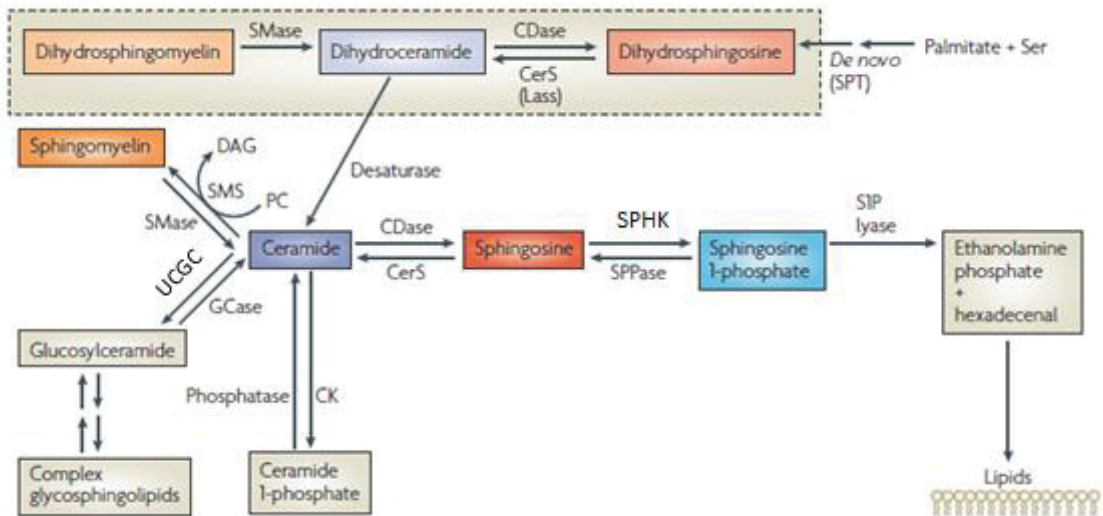 SMase
CDase
Dihydrosphingomyelin
Dihydroceramide
Dihydrosphingosine
Palmitate + Ser
CerS
(Lass)
De novo
(SPT)
Sphingomyelin
DAG
Desaturase
SMS
PC
SMase
S1P
lyase
Ceramide
CDase
CerS
Sphingosine
SPHK
SPPase
Sphingosine
1-phosphate
Ethanolamine
phosphate
+
hexadecenal
UCGC
GCase
Glucosylceramide
Phosphatase
CK
Complex
glycosphingolipids
Ceramide
1-phosphate
Lipids